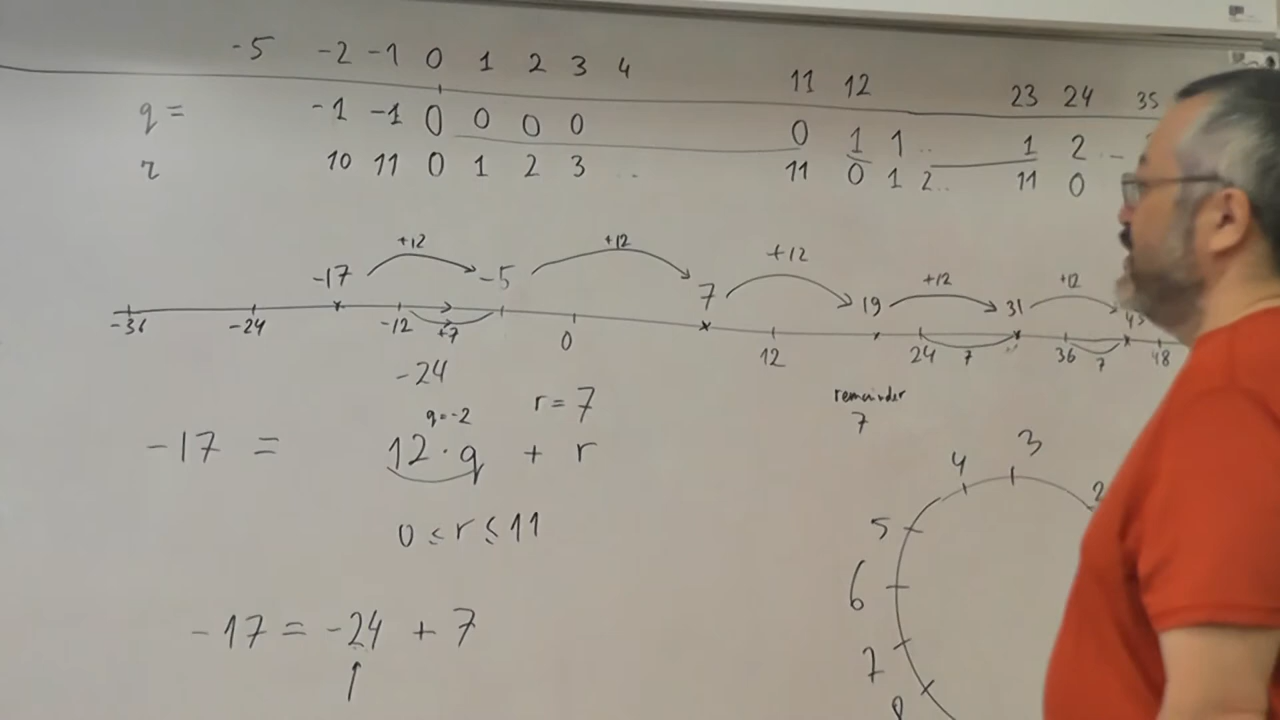 -5 -2 -1 0 1 2 3 4 11 12 23 24 35
q = -1 -1 0 0 0 0 0 1 1 .. 1 2 ..
r 10 11 0 1 2 3 .. 11 0 1 2.. 11 0
+12 +12 +12 +12 +12
-17 -5 7 19 31 43
-36 -24 -12 +7 0 12 24 7 36 7 48
-24
remainder
q=-2 r = 7 7
-17 = 12 · q + r
0 ≤ r ≤ 11
-17 = -24 + 7
↑
3
4
2
5
6
7
8